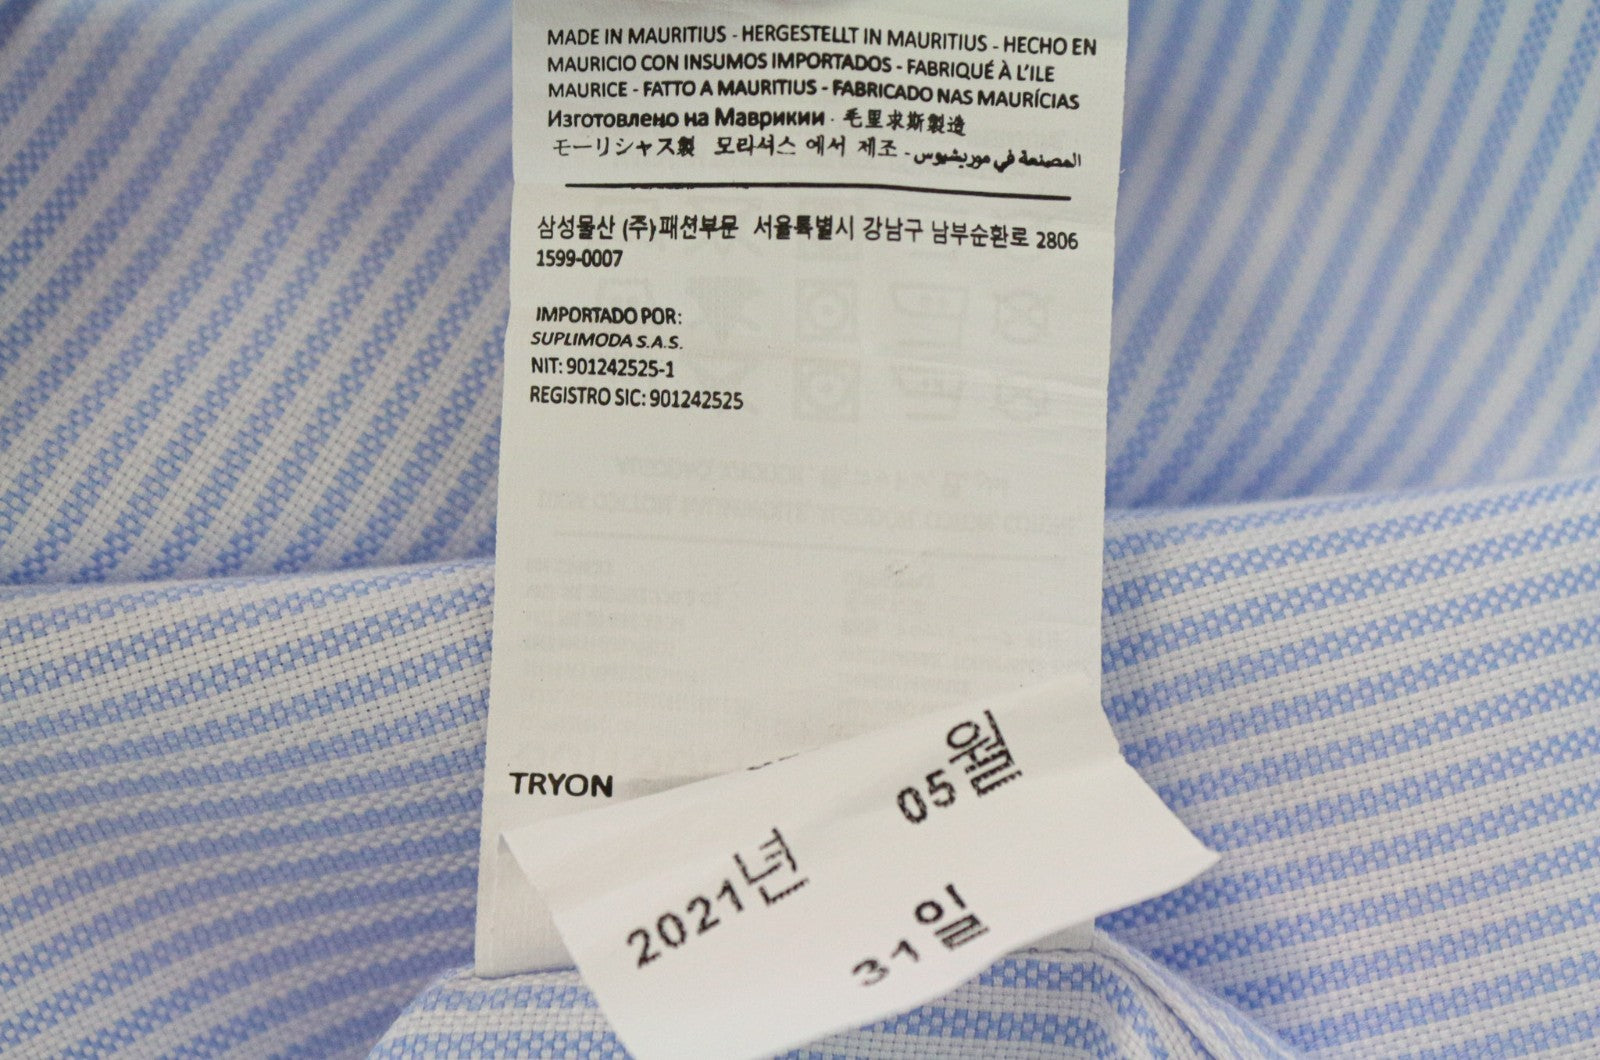 MADE IN MAURITIUS - HERGESTELLT IN MAURITIUS - HECHO EN
MAURICIO CON INSUMOS IMPORTADOS - FABRIQUÉ À L'ILE
MAURICE - FATTO A MAURITIUS - FABRICADO NAS MAURÍCIAS
Изготовлено на Маврикии · 毛里求斯製造
モーリシャス製 모리셔스 에서 제조 - المصنعة في موريشيوس
삼성물산 (주)패션부문 서울특별시 강남구 남부순환로 2806
1599-0007
IMPORTADO POR:
SUPLIMODA S.A.S.
NIT: 901242525-1
REGISTRO SIC: 901242525
TRYON
2021년 05월
31일